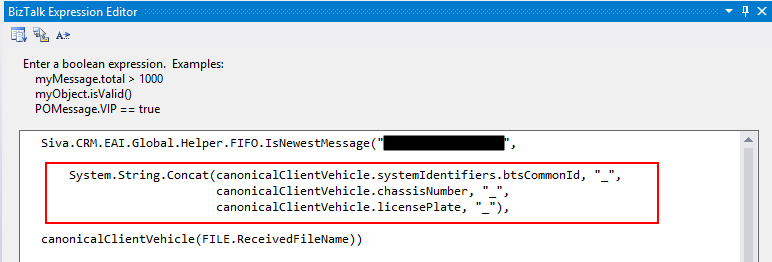 BizTalk Expression Editor
Enter a boolean expression. Examples:
myMessage.total > 1000
myObject.isValid()
POMessage.VIP == true
Siva.CRM.EAI.Global.Helper.FIFO.IsNewestMessage("",
System.String.Concat(canonicalClientVehicle.systemIdentifiers.btsCommonId, "_",
canonicalClientVehicle.chassisNumber, "_",
canonicalClientVehicle.licensePlate, "_"),
canonicalClientVehicle(FILE.ReceivedFileName))